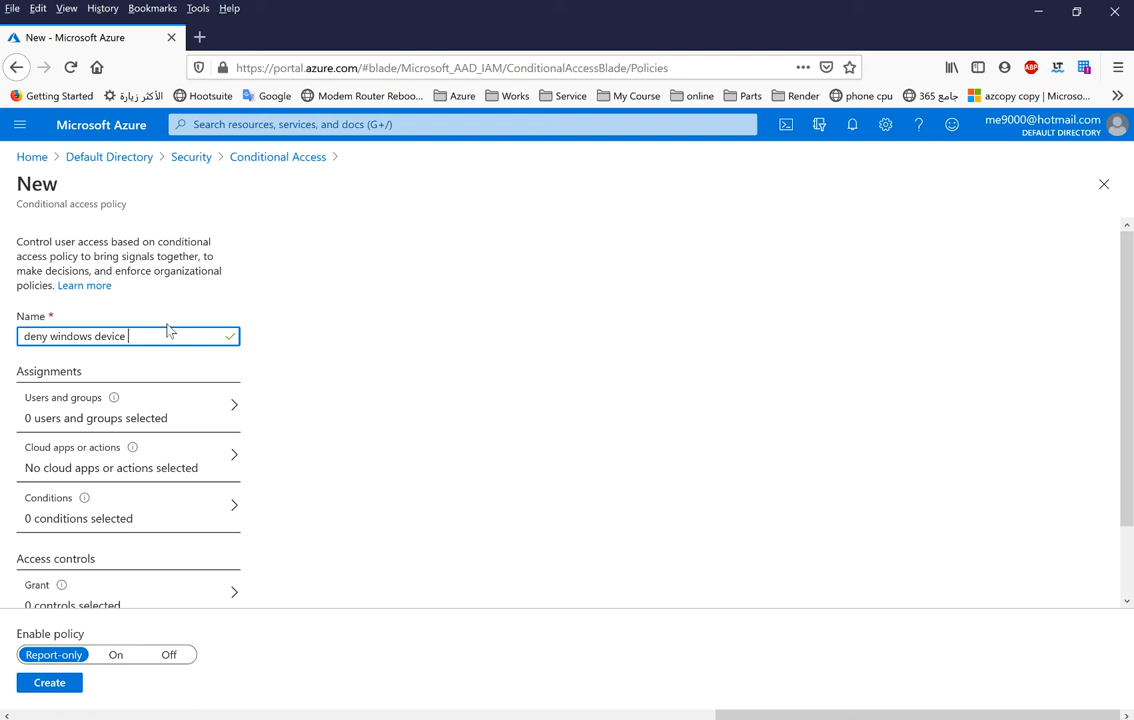 File Edit View History Bookmarks Tools Help
New - Microsoft Azure
https://portal.azure.com/#blade/Microsoft_AAD_IAM/ConditionalAccessBlade/Policies
Getting Started الأكثر زيارة Hootsuite Google Modem Router Reboo... Azure Works Service My Course online Parts Render phone cpu جامع 365 azcopy copy | Microso...
Microsoft Azure
Search resources, services, and docs (G+/)
me9000@hotmail.com
DEFAULT DIRECTORY
Home > Default Directory > Security > Conditional Access >
New
Conditional access policy
Control user access based on conditional
access policy to bring signals together, to
make decisions, and enforce organizational
policies. Learn more
Name *
deny windows device
Assignments
Users and groups
0 users and groups selected
Cloud apps or actions
No cloud apps or actions selected
Conditions
0 conditions selected
Access controls
Grant
0 controls selected
Enable policy
Report-only On Off
Create